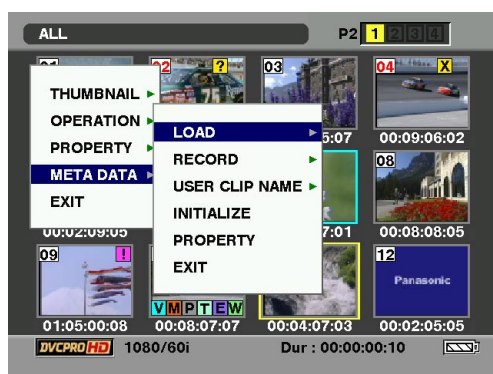 ALL P2 1 2 3 4
02 ? 03 04 X
THUMBNAIL
OPERATION
PROPERTY
META DATA
EXIT
LOAD
RECORD
USER CLIP NAME
INITIALIZE
PROPERTY
EXIT
5:07 00:09:06:02
08
00:02:09:05 7:01 00:08:08:05
09 ! 12
Panasonic
V M P T E W
01:05:00:08 00:08:07:07 00:04:07:03 00:02:05:05
DVCPRO HD 1080/60i Dur : 00:00:00:10